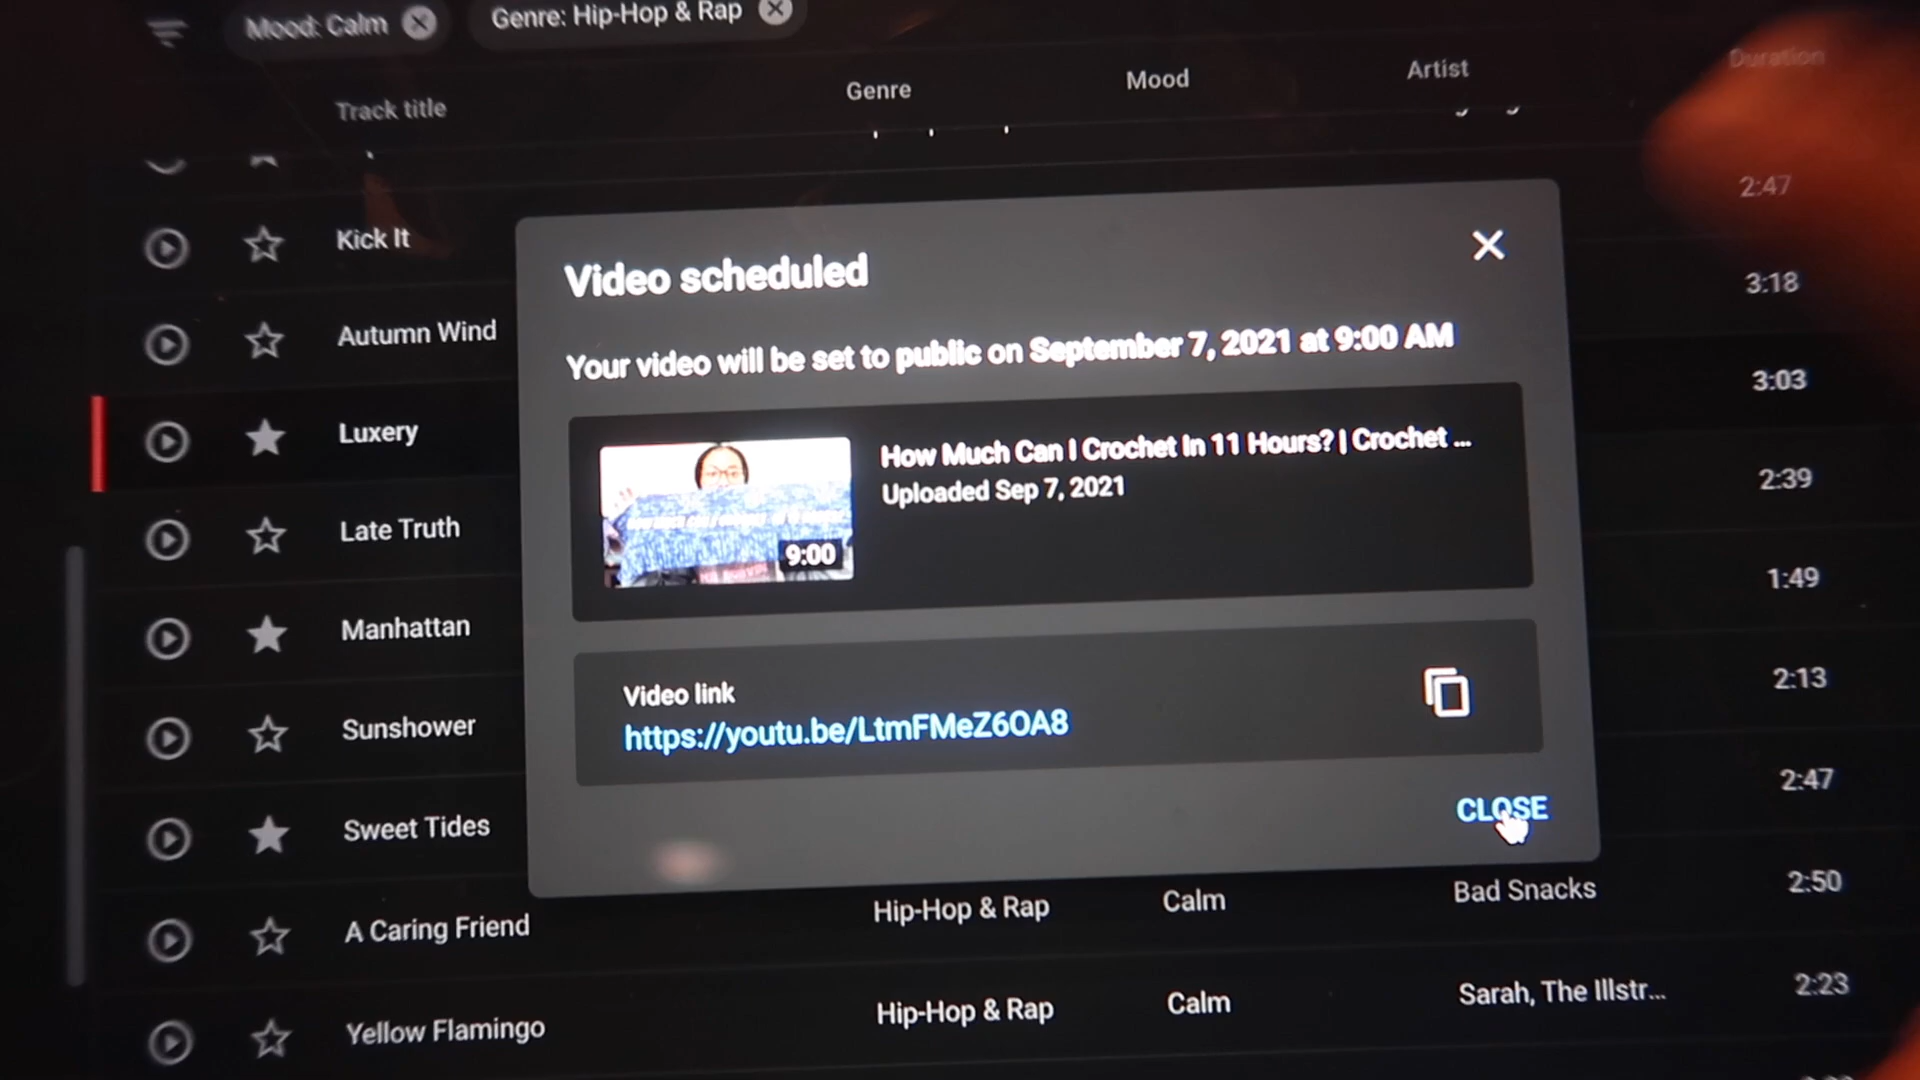 Mood: Calm
Genre: Hip-Hop & Rap
Track title
Genre
Mood
Artist
Duration
2:47
Kick It
3:18
Autumn Wind
3:03
Luxery
2:39
Late Truth
1:49
Manhattan
2:13
Sunshower
2:47
Sweet Tides
Video scheduled
Your video will be set to public on September 7, 2021 at 9:00 AM
How Much Can I Crochet In 11 Hours? | Crochet ...
Uploaded Sep 7, 2021
9:00
Video link
https://youtu.be/LtmFMeZ6OA8
CLOSE
A Caring Friend
Hip-Hop & Rap
Calm
Bad Snacks
2:50
Yellow Flamingo
Hip-Hop & Rap
Calm
Sarah, The Illstr...
2:23